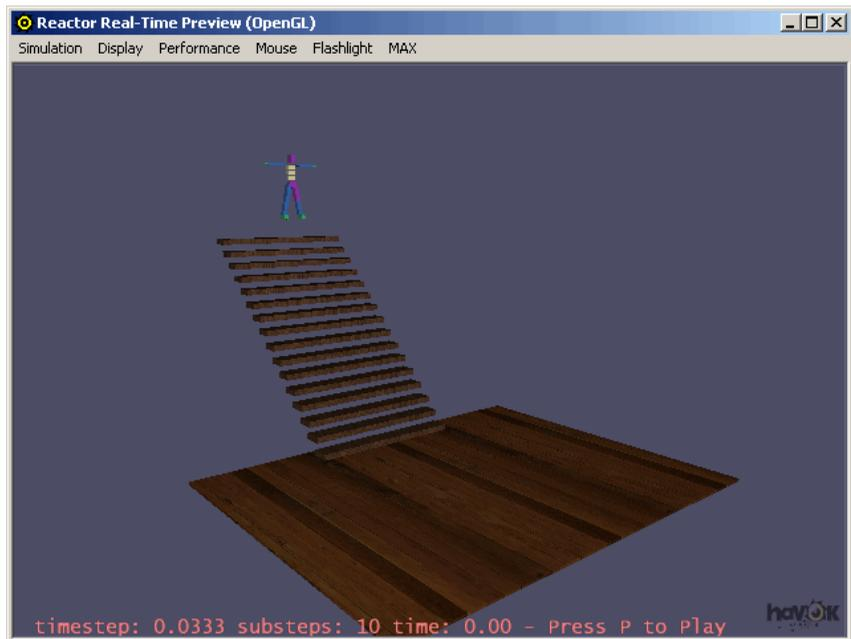 Reactor Real-Time Preview (OpenGL)
Simulation Display Performance Mouse Flashlight MAX
havok
timestep: 0.0333 substeps: 10 time: 0.00 - Press P to Play